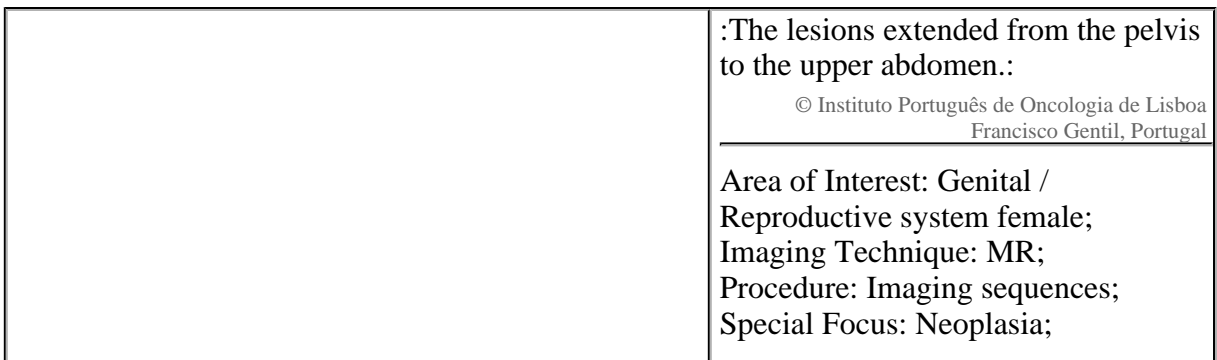 :The lesions extended from the pelvis
to the upper abdomen.:
© Instituto Português de Oncologia de Lisboa
Francisco Gentil, Portugal
Area of Interest: Genital /
Reproductive system female;
Imaging Technique: MR;
Procedure: Imaging sequences;
Special Focus: Neoplasia;